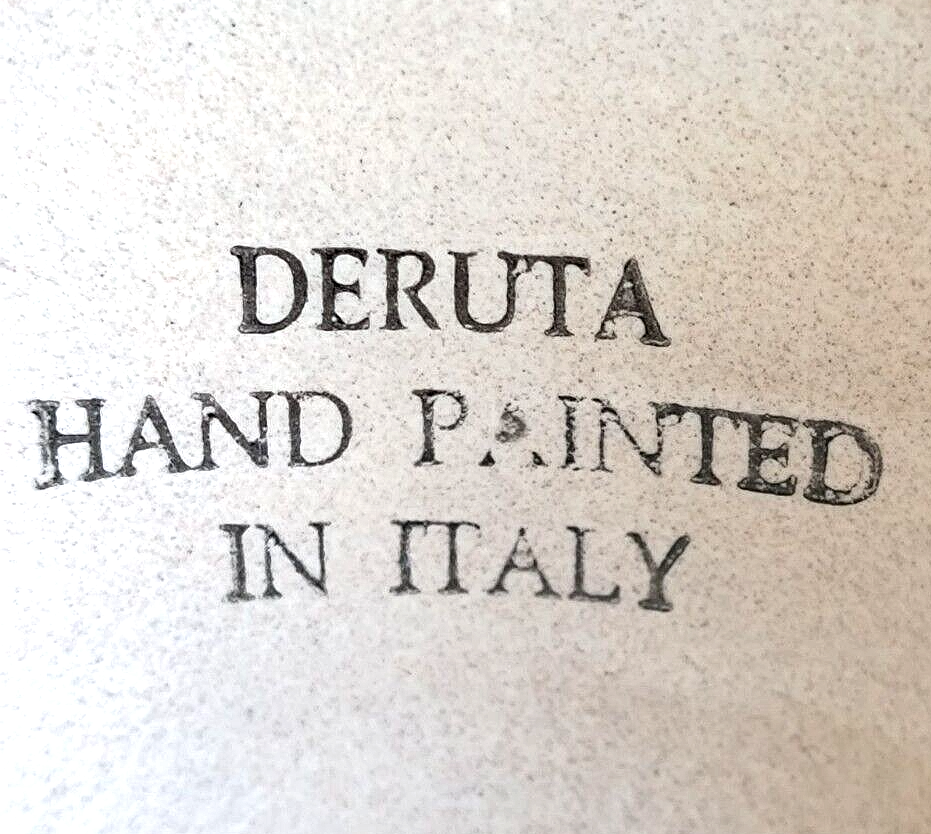 DERUTA
HAND PAINTED
IN ITALY